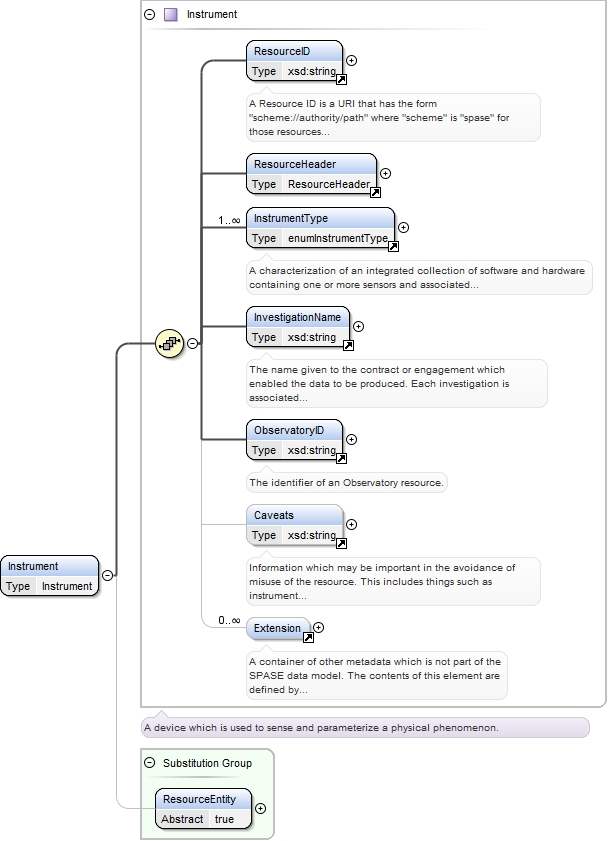 Instrument
ResourceID
Type xsd:string
A Resource ID is a URI that has the form
"scheme://authority/path" where "scheme" is "spase" for
those resources...
ResourceHeader
Type ResourceHeader
1..∞
InstrumentType
Type enumInstrumentType
A characterization of an integrated collection of software and hardware
containing one or more sensors and associated...
InvestigationName
Type xsd:string
The name given to the contract or engagement which
enabled the data to be produced. Each investigation is
associated...
ObservatoryID
Type xsd:string
The identifier of an Observatory resource.
Caveats
Type xsd:string
Information which may be important in the avoidance of
misuse of the resource. This includes things such as
instrument...
Instrument
Type Instrument
0..∞
Extension
A container of other metadata which is not part of the
SPASE data model. The contents of this element are
defined by...
A device which is used to sense and parameterize a physical phenomenon.
Substitution Group
ResourceEntity
Abstract true